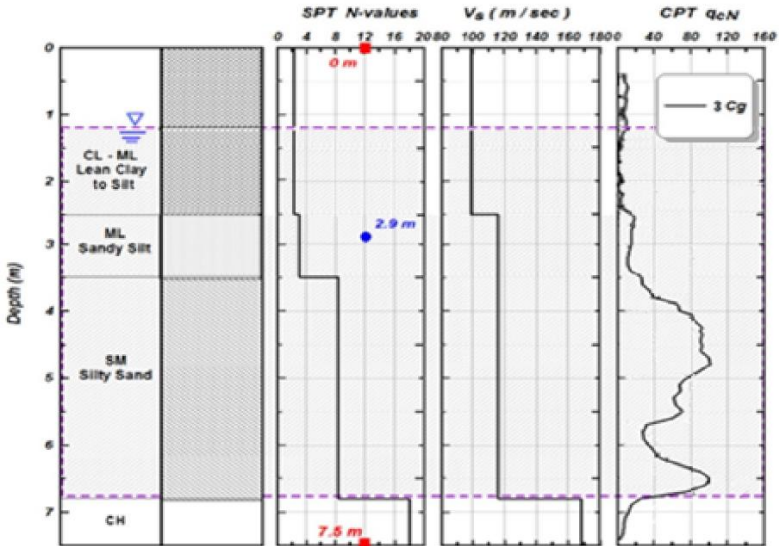 SPT N-values
Vs ( m / sec )
CPT qcN
0 4 8 12 16 20
80 100 120 140 160 180
0 40 80 120 160
0
0 m
3 Cg
1
CL - ML
Lean Clay
to Silt
2
ML
Sandy Silt
2.9 m
3
Depth (m)
4
SM
Silty Sand
5
6
7
CH
7.5 m